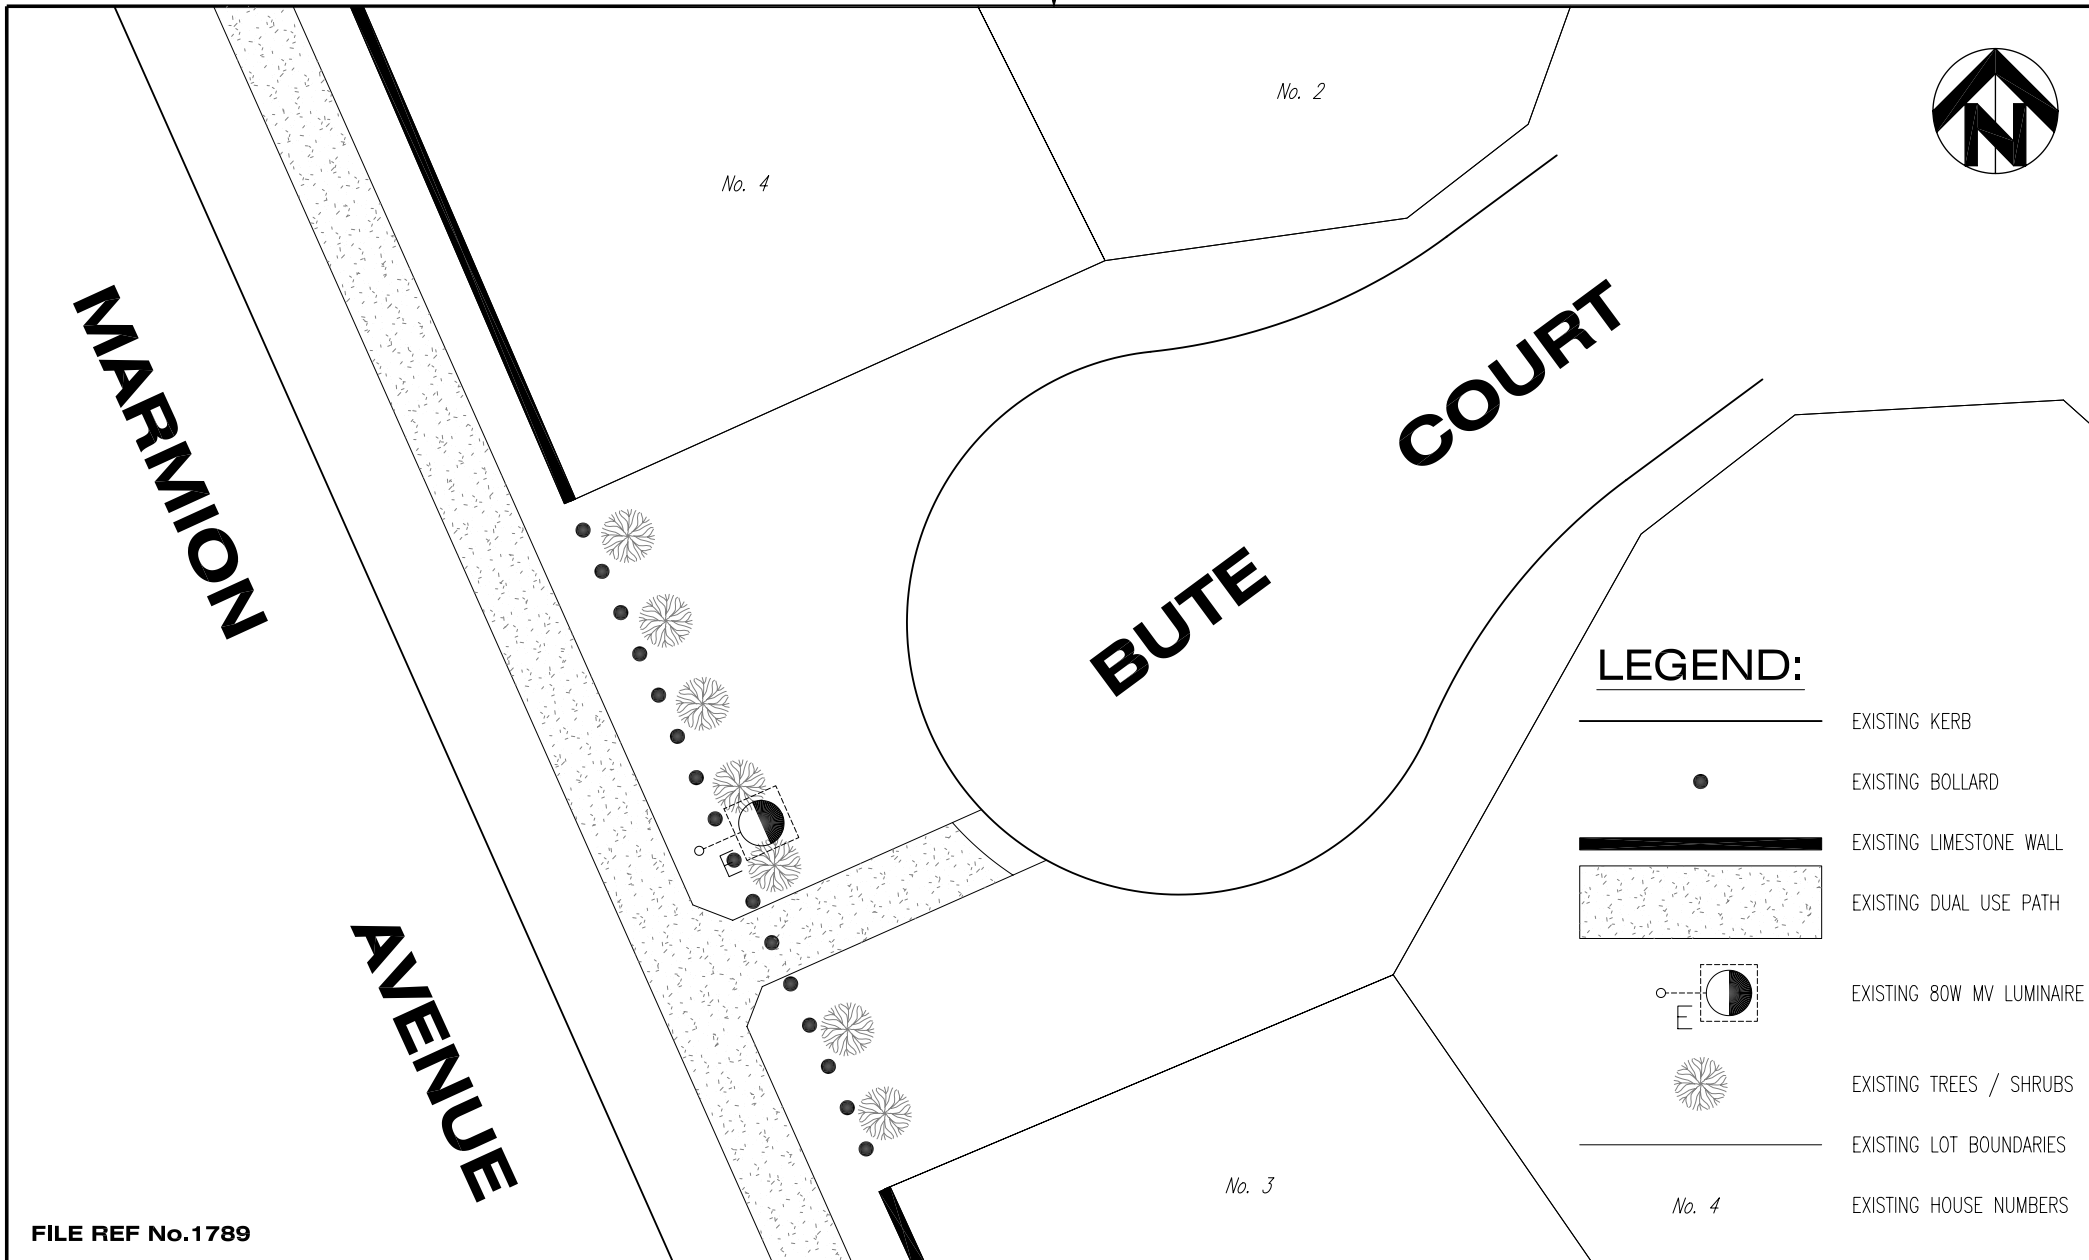 No. 2
N
No. 4
MARMION
AVENUE
BUTE
COURT
E
No. 3
LEGEND:
EXISTING KERB
EXISTING BOLLARD
EXISTING LIMESTONE WALL
EXISTING DUAL USE PATH
E
EXISTING 80W MV LUMINAIRE
EXISTING TREES / SHRUBS
EXISTING LOT BOUNDARIES
No. 4
EXISTING HOUSE NUMBERS
FILE REF No.1789